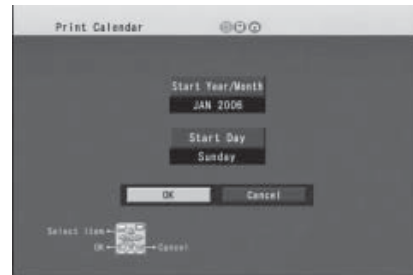 Print Calendar
Start Year/Month
JAN 2006
Start Day
Sunday
OK Cancel
Select Item
OK Cancel